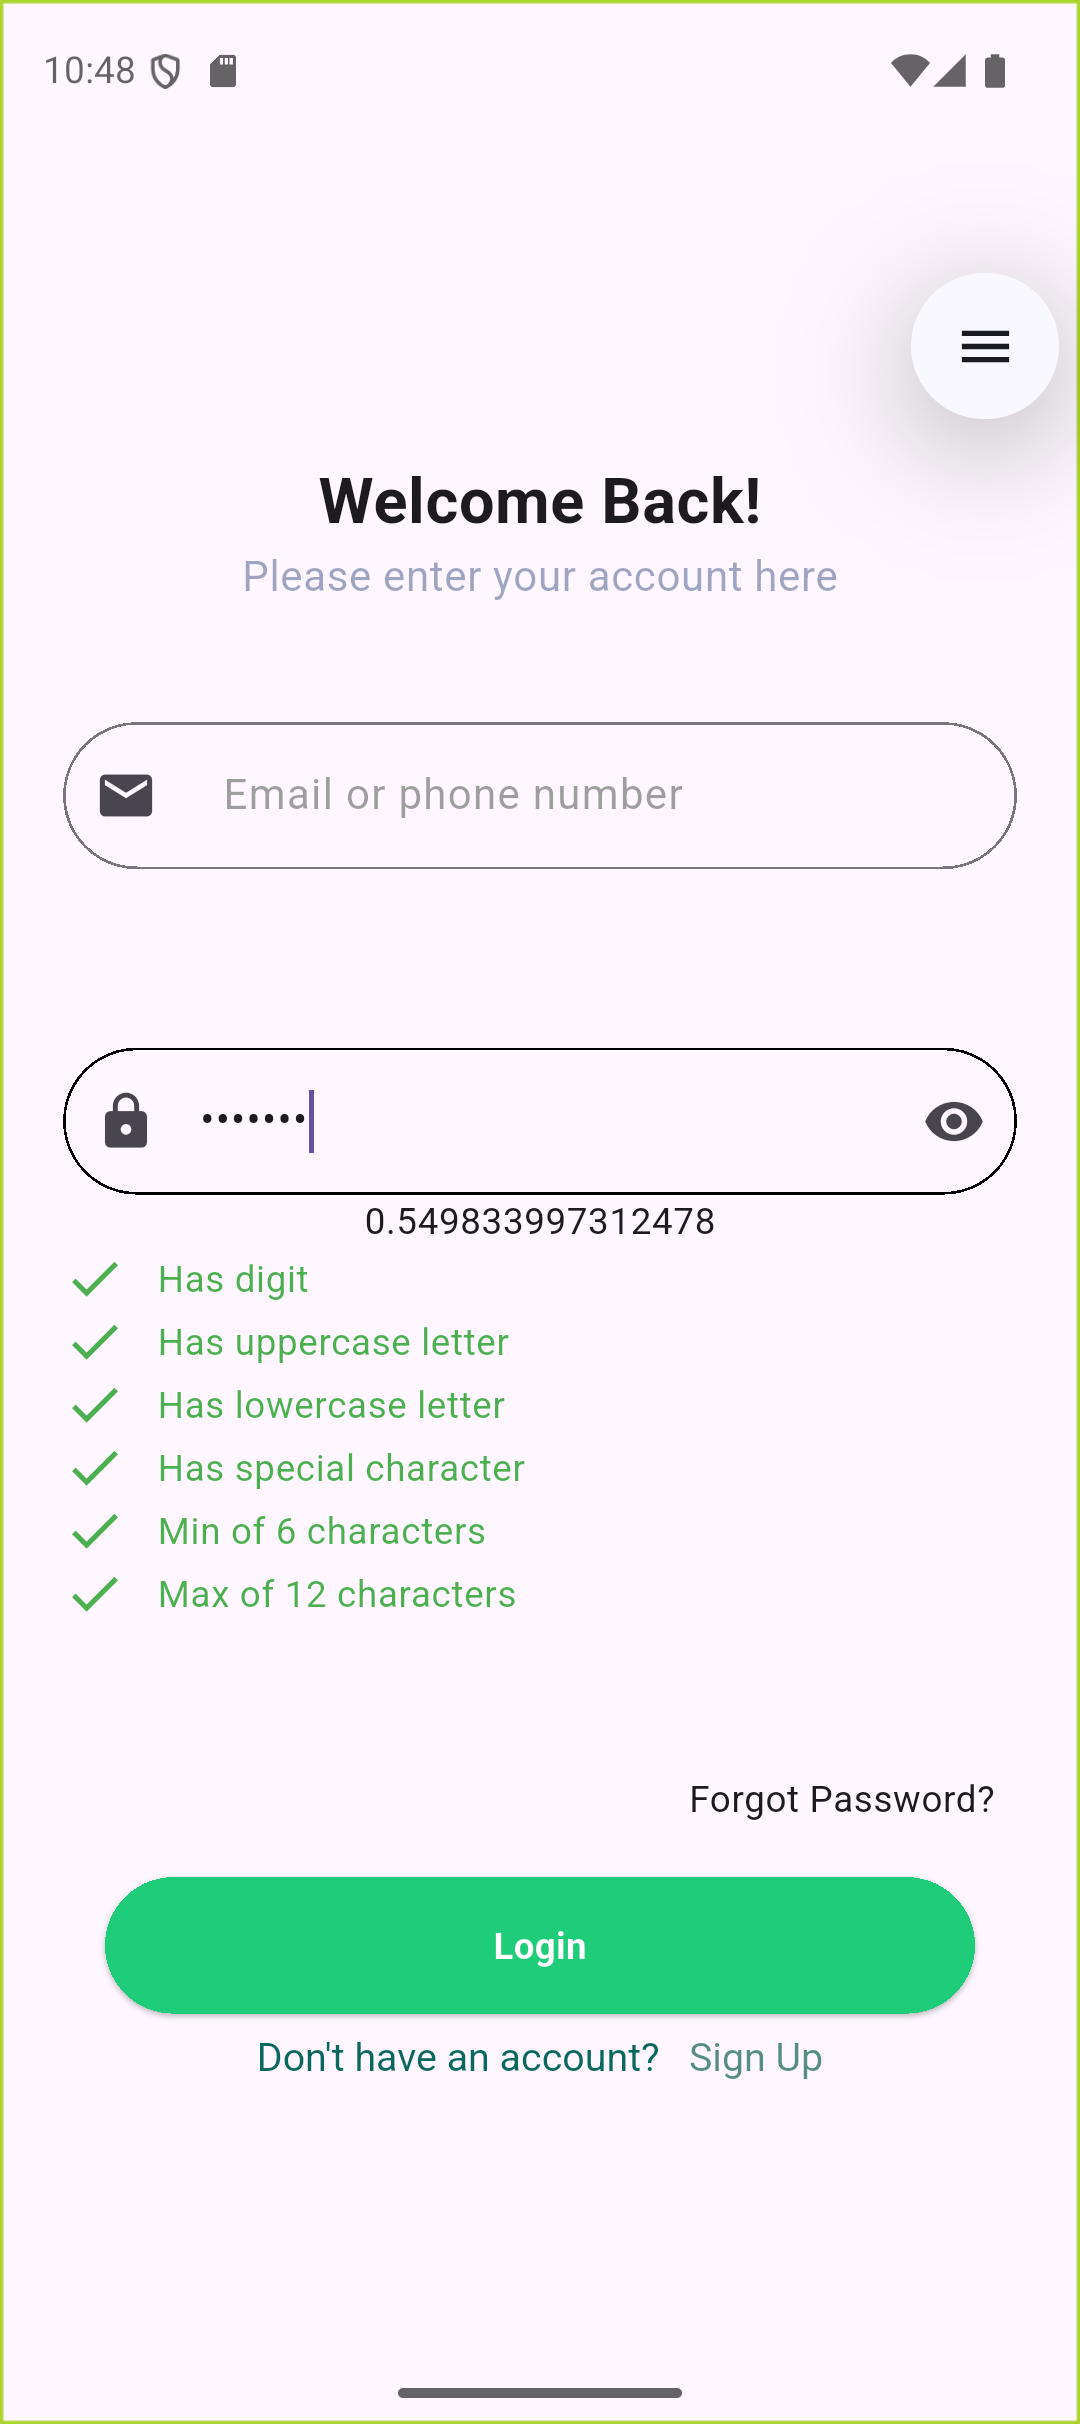 10:48
Welcome Back!
Please enter your account here
Email or phone number
•••••••
0.549833997312478
Has digit
Has uppercase letter
Has lowercase letter
Has special character
Min of 6 characters
Max of 12 characters
Forgot Password?
Login
Don't have an account? Sign Up